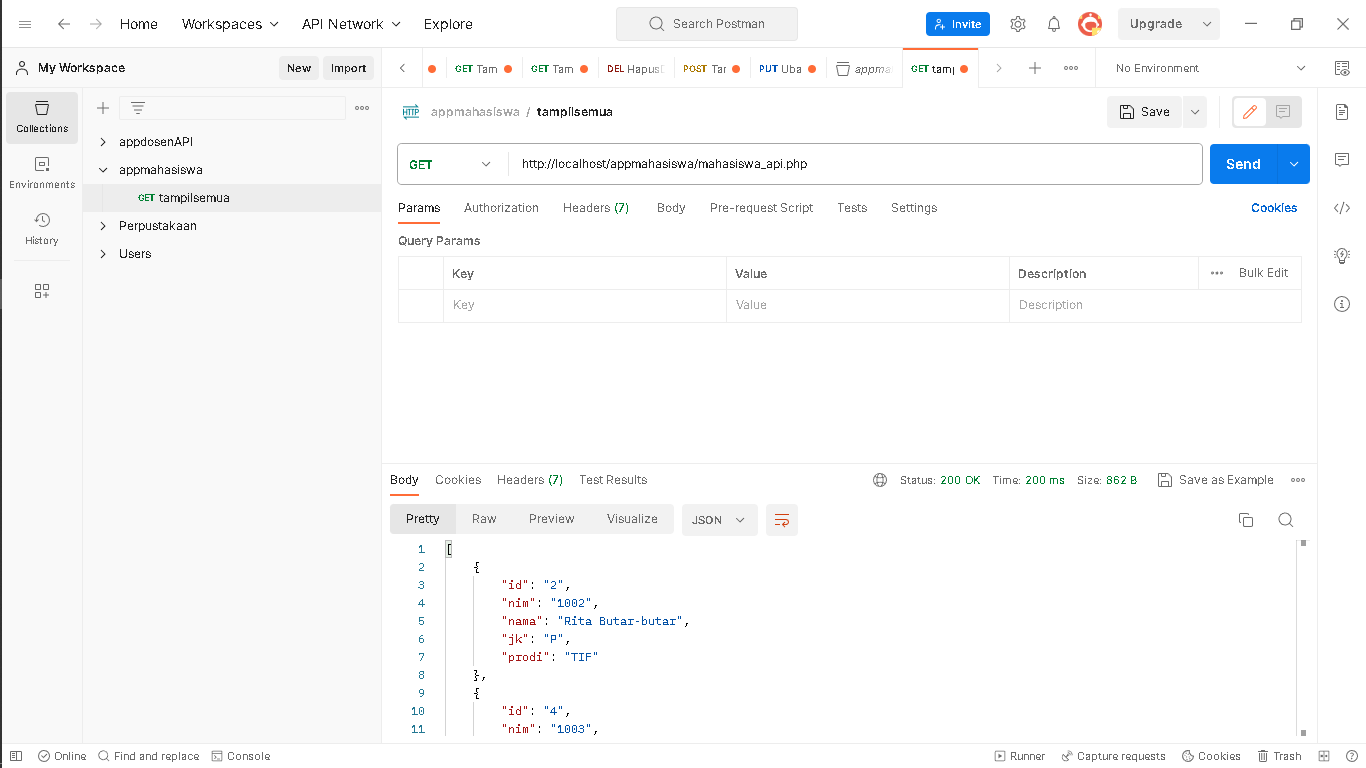 Home Workspaces API Network Explore Search Postman Invite Upgrade
My Workspace New Import GET Tam GET Tam DEL Hapus POST Tar PUT Uba appma GET tamp No Environment
Collections
Environments
History
appdosenAPI
appmahasiswa
GET tampilsemua
Perpustakaan
Users
HTTP appmahasiswa / tampilsemua Save
GET http://localhost/appmahasiswa/mahasiswa_api.php Send
Params Authorization Headers (7) Body Pre-request Script Tests Settings Cookies
Query Params
Key Value Description Bulk Edit
Key Value Description
Body Cookies Headers (7) Test Results Status: 200 OK Time: 200 ms Size: 862 B Save as Example
Pretty Raw Preview Visualize JSON
1 [
2 {
3 "id": "2",
4 "nim": "1002",
5 "nama": "Rita Butar-butar",
6 "jk": "P",
7 "prodi": "TIF"
8 },
9 {
10 "id": "4",
11 "nim": "1003",
Online Find and replace Console Runner Capture requests Cookies Trash